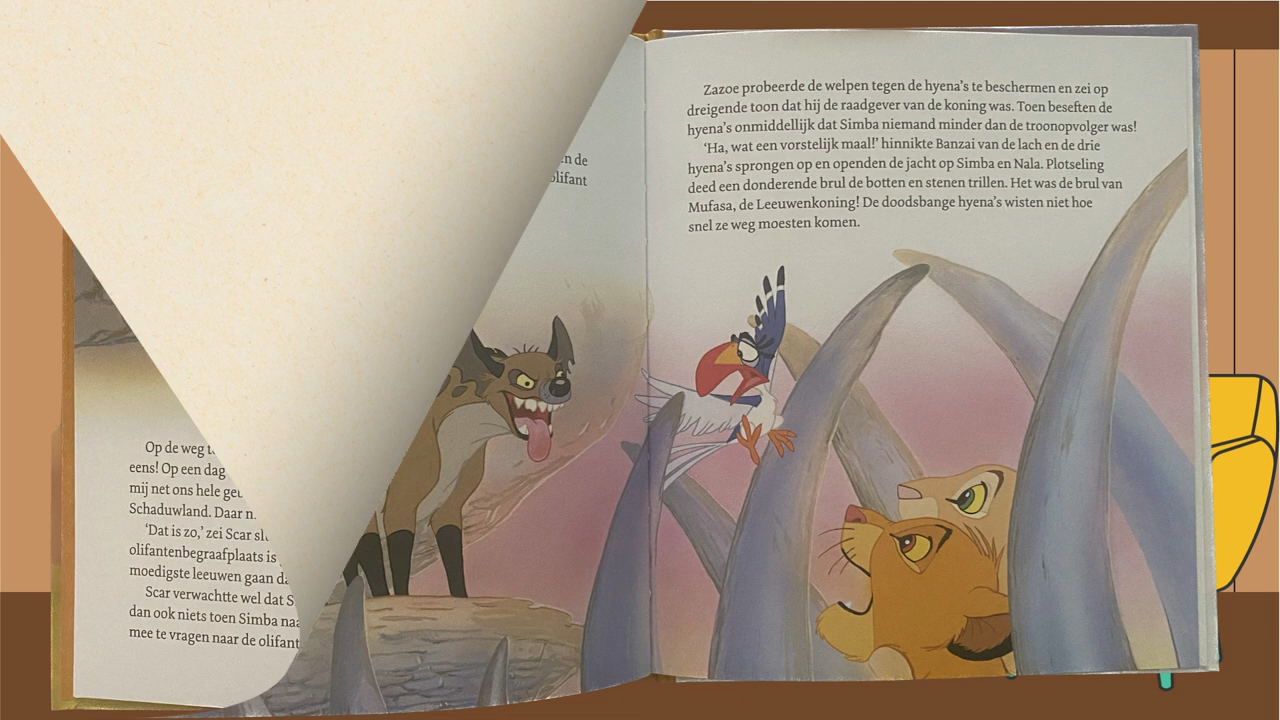 Op de weg
eens! Op een dag
mij net ons hele
Schaduwland. Daar
'Dat is zo,' zei Scar
olifantenbegraafplaats is
moedigste leeuwen gaan
Scar verwachtte wel dat
dan ook niets toen Simba
mee te vragen naar de
de
Zazoe probeerde de welpen tegen de hyena's te beschermen en zei op
dreigende toon dat hij de raadgever van de koning was. Toen beseften de
hyena's onmiddellijk dat Simba niemand minder dan de troonopvolger was!
'Ha, wat een vorstelijk maal!' hinnikte Banzai van de lach en de drie
hyena's sprongen op en openden de jacht op Simba en Nala. Plotseling
deed een donderende brul de botten en stenen trillen. Het was de brul van
Mufasa, de Leeuwenkoning! De doodsbange hyena's wisten niet hoe
snel ze weg moesten komen.